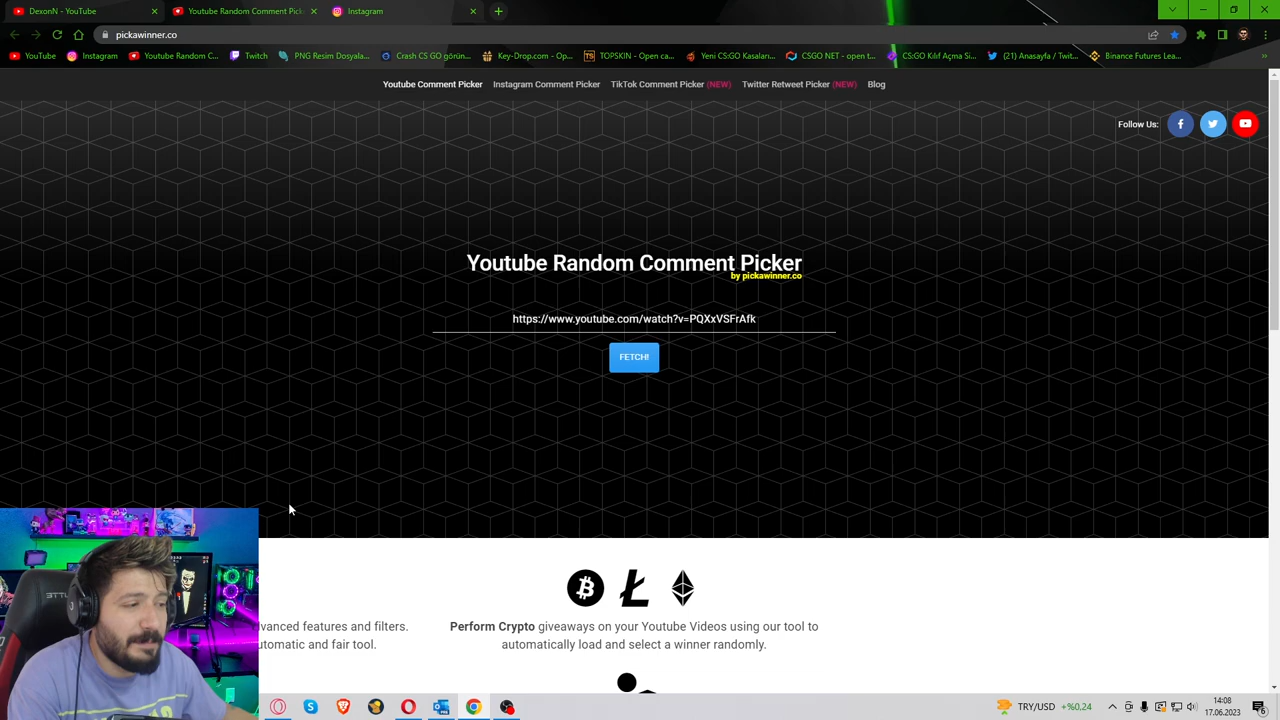 DexonN - YouTube
Youtube Random Comment Pick
Instagram
pickawinner.co
YouTube
Instagram
Youtube Random C...
Twitch
PNG Resim Dosyala...
Crash CS GO görün...
Key-Drop.com - Op...
TOPSKIN - Open ca...
Yeni CS:GO Kasaları...
CSGO NET - open t...
CS:GO Kılıf Açma Si...
(21) Anasayfa / Twit...
Binance Futures Lea...
Youtube Comment Picker
Instagram Comment Picker
TikTok Comment Picker (NEW)
Twitter Retweet Picker (NEW)
Blog
Follow Us:
Youtube Random Comment Picker
by pickawinner.co
https://www.youtube.com/watch?v=PQXxVSFrAfk
FETCH!
dvanced features and filters.
utomatic and fair tool.
Perform Crypto giveaways on your Youtube Videos using our tool to
automatically load and select a winner randomly.
TRY/USD +%0,24
14:08
17.06.2023